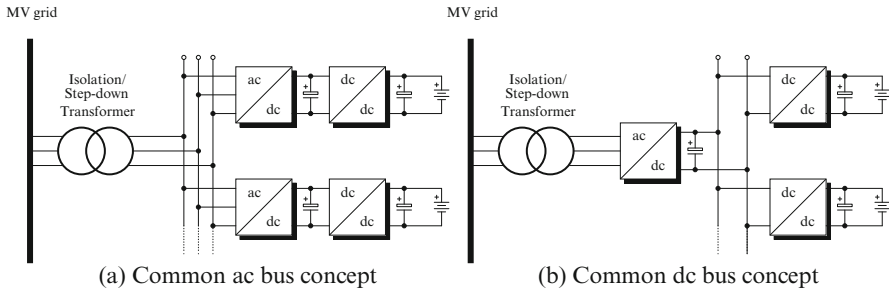 MV grid
Isolation/
Step-down
Transformer
ac
dc
+
dc
dc
+
+
ac
dc
+
dc
dc
+
+
(a) Common ac bus concept
MV grid
Isolation/
Step-down
Transformer
ac
dc
+
dc
dc
+
+
dc
dc
+
+
(b) Common dc bus concept